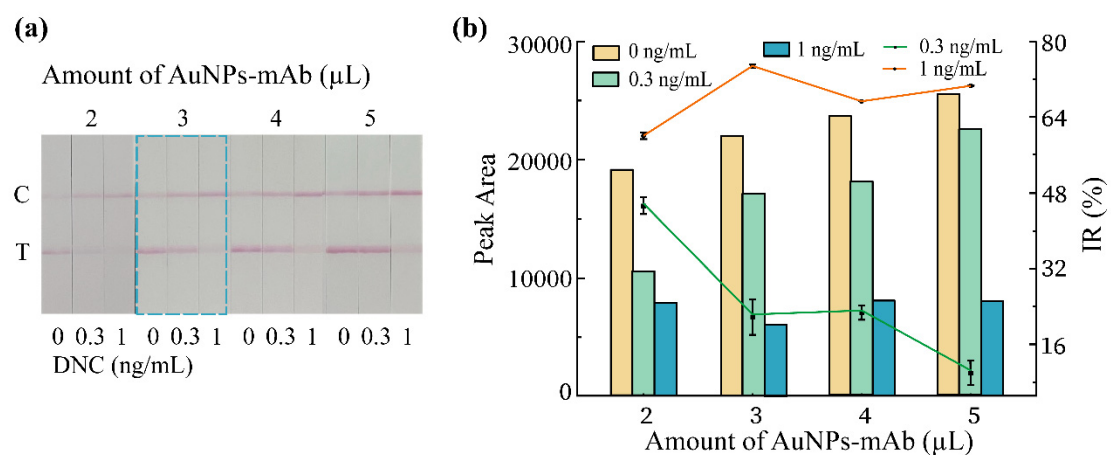 (a)
Amount of AuNPs-mAb (μL)
2 3 4 5
C
T
0 0.3 1 0 0.3 1 0 0.3 1 0 0.3 1
DNC (ng/mL)
(b)
0 ng/mL 1 ng/mL 0.3 ng/mL
0.3 ng/mL 1 ng/mL
30000
20000
10000
0
Peak Area
80
64
48
32
16
IR (%)
2 3 4 5
Amount of AuNPs-mAb (μL)